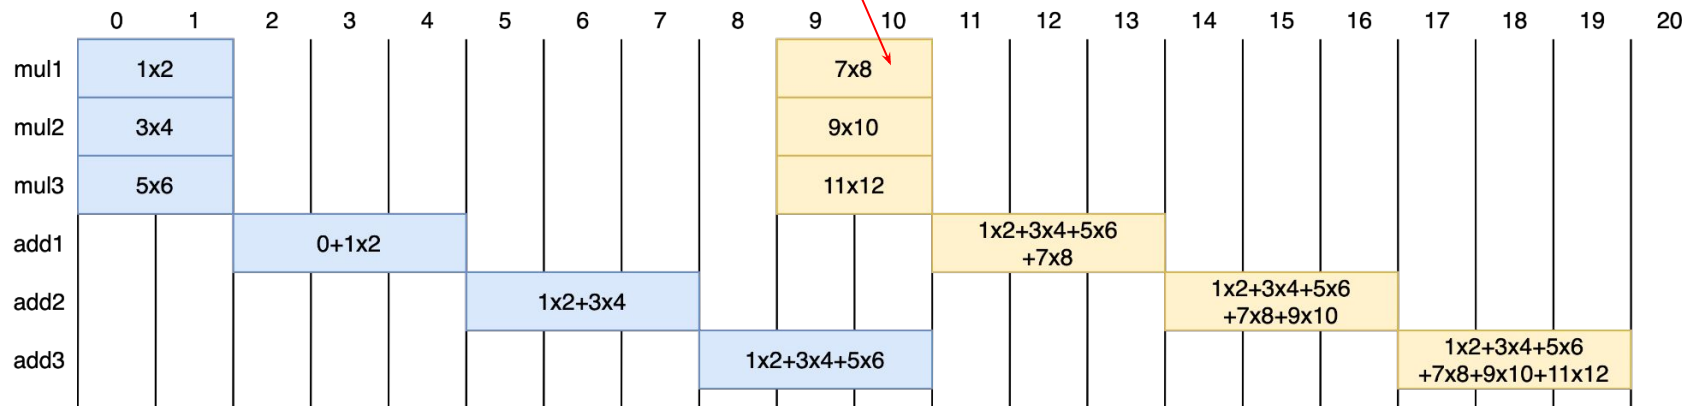 0 1 2 3 4 5 6 7 8 9 10 11 12 13 14 15 16 17 18 19 20
mul1 1x2 7x8
mul2 3x4 9x10
mul3 5x6 11x12
add1 0+1x2 1x2+3x4+5x6
+7x8
add2 1x2+3x4 1x2+3x4+5x6
+7x8+9x10
add3 1x2+3x4+5x6 1x2+3x4+5x6
+7x8+9x10+11x12